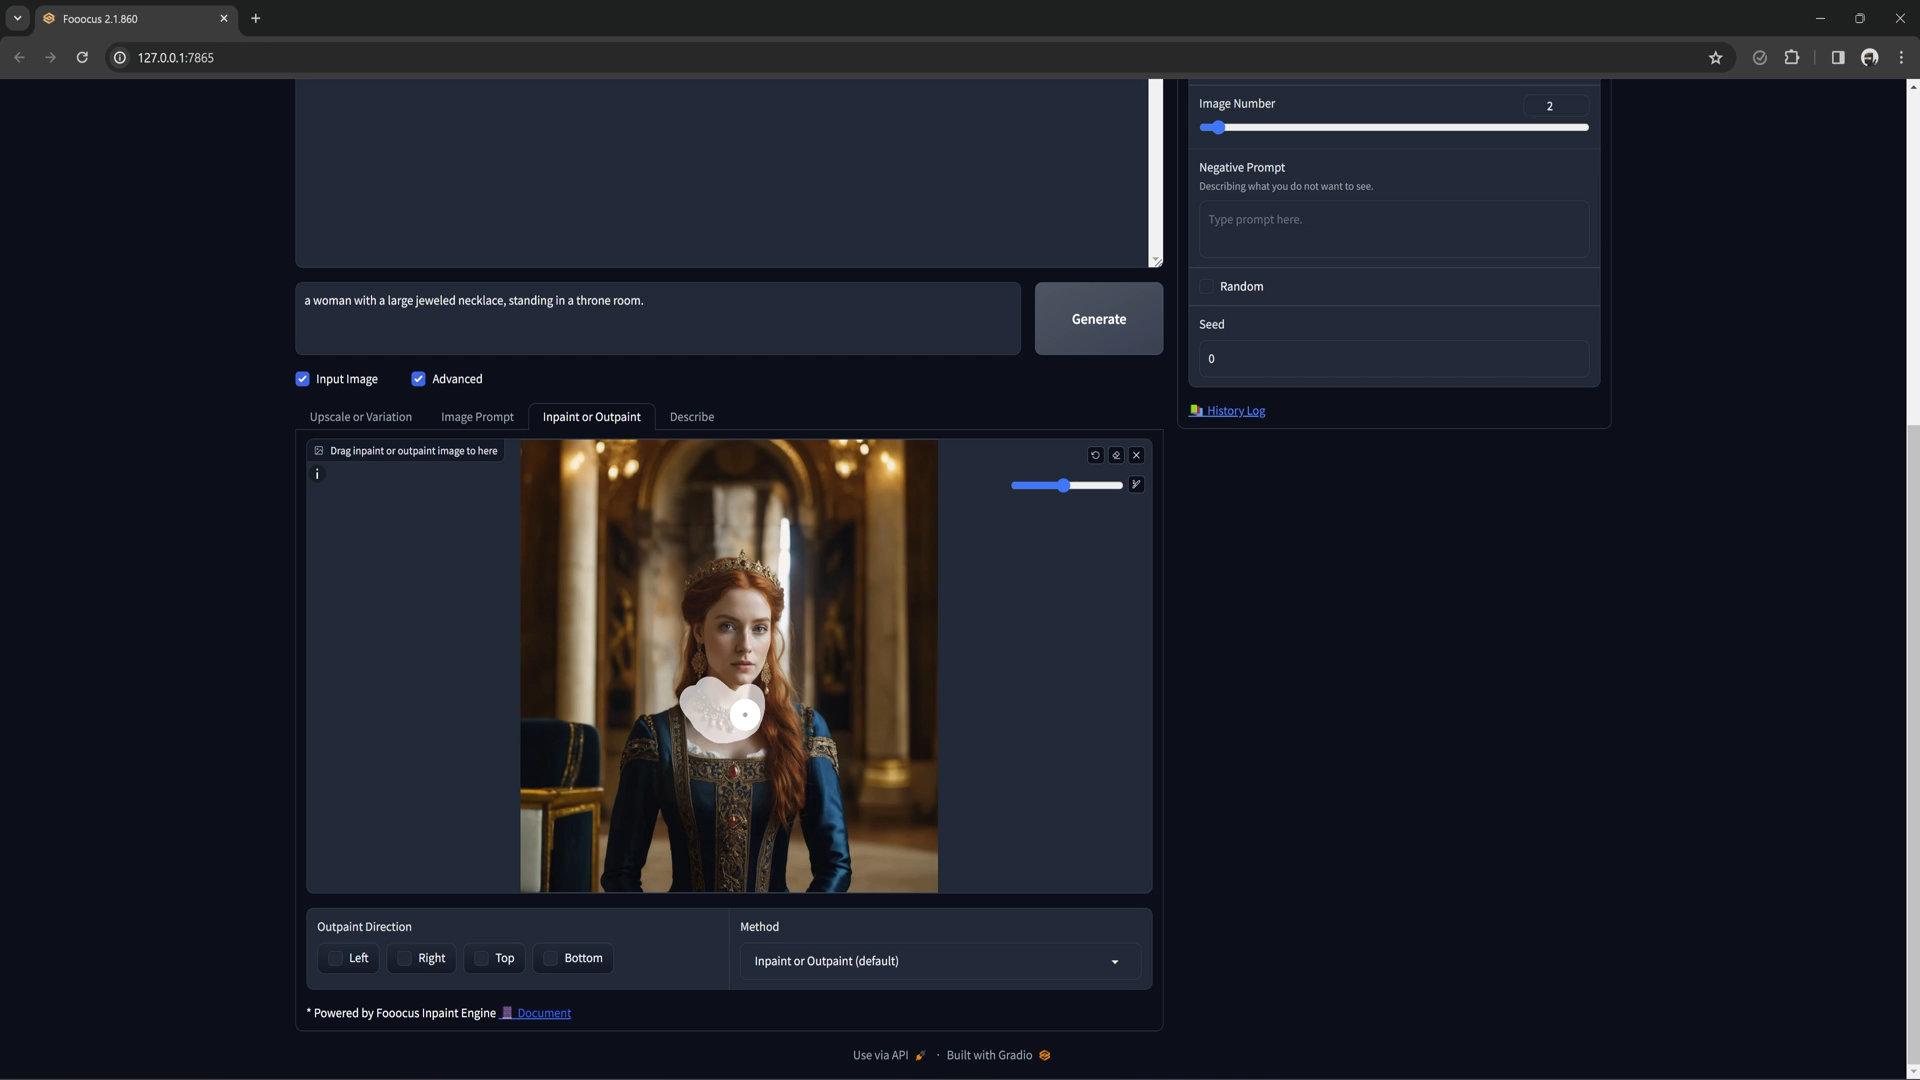 Fooocus 2.1.860
127.0.0.1:7865
Image Number
2
Negative Prompt
Describing what you do not want to see.
Type prompt here.
Random
Seed
0
History Log
a woman with a large jeweled necklace, standing in a throne room.
Generate
Input Image
Advanced
Upscale or Variation
Image Prompt
Inpaint or Outpaint
Describe
Drag inpaint or outpaint image to here
i
Outpaint Direction
Left
Right
Top
Bottom
Method
Inpaint or Outpaint (default)
* Powered by Fooocus Inpaint Engine Document
Use via API · Built with Gradio